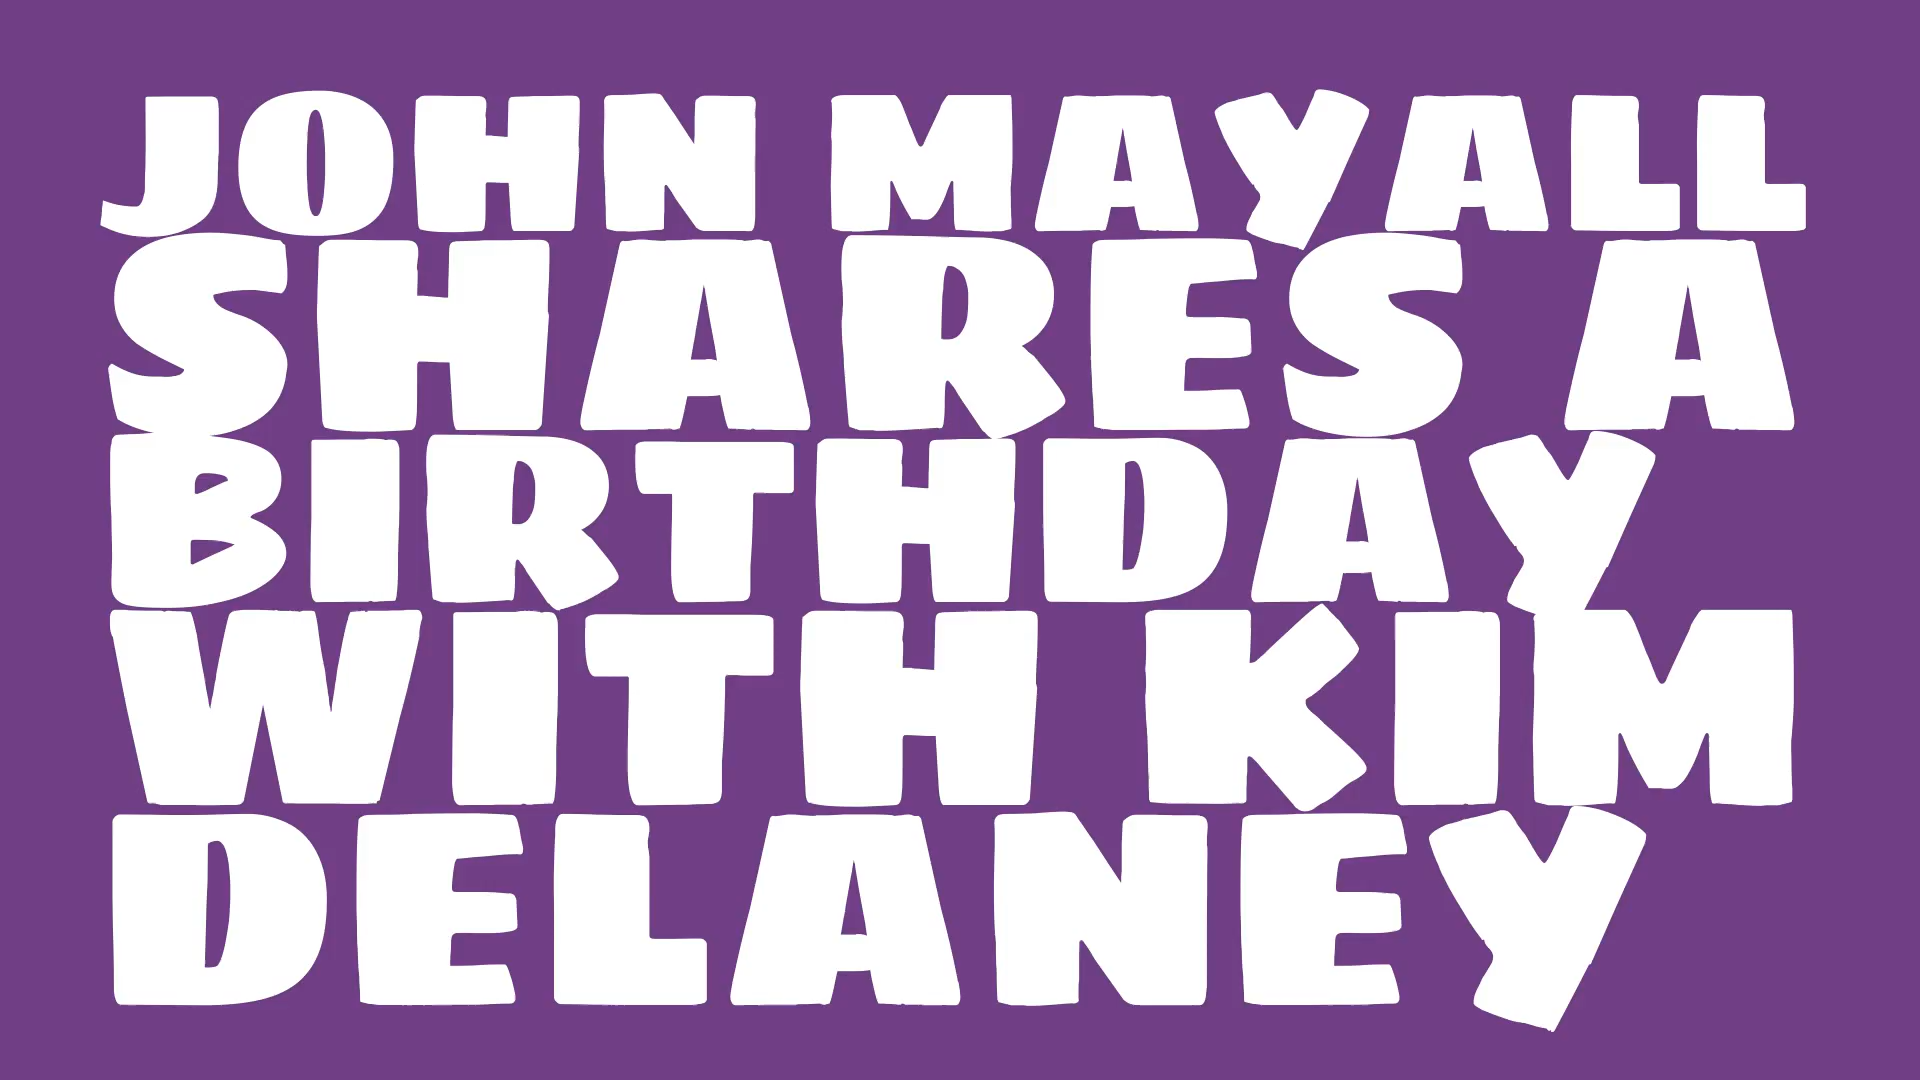 JOHN MAYALL
SHARES A
BIRTHDAY
WITH KIM
DELANEY